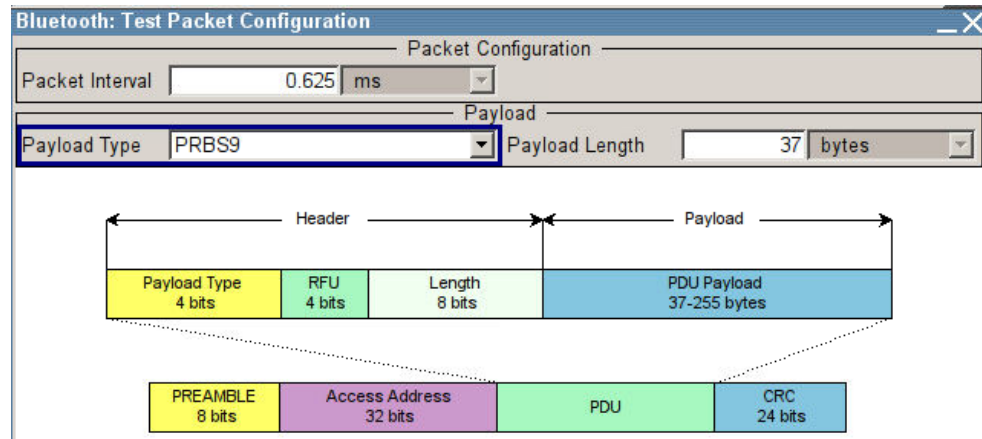 Bluetooth: Test Packet Configuration
Packet Configuration
Packet Interval 0.625 ms
Payload
Payload Type PRBS9 Payload Length 37 bytes
Header Payload
Payload Type RFU Length PDU Payload
4 bits 4 bits 8 bits 37-255 bytes
PREAMBLE Access Address PDU CRC
8 bits 32 bits 24 bits